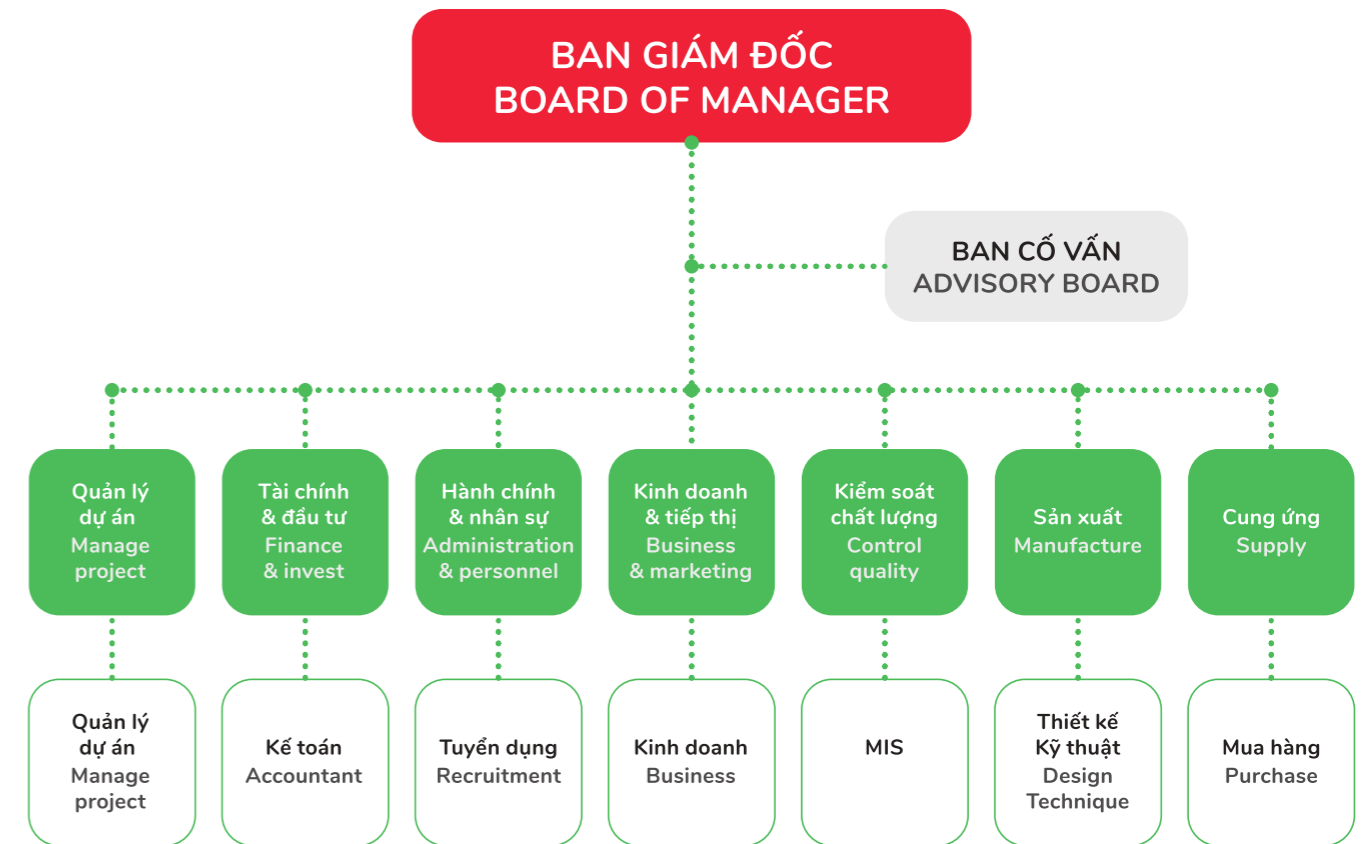 BAN GIÁM ĐỐC
BOARD OF MANAGER
BAN CỐ VẤN
ADVISORY BOARD
Quản lý
dự án
Manage
project
Tài chính
& đầu tư
Finance
& invest
Hành chính
& nhân sự
Administration
& personnel
Kinh doanh
& tiếp thị
Business
& marketing
Kiểm soát
chất lượng
Control
quality
Sản xuất
Manufacture
Cung ứng
Supply
Quản lý
dự án
Manage
project
Kế toán
Accountant
Tuyển dụng
Recruitment
Kinh doanh
Business
MIS
Thiết kế
Kỹ thuật
Design
Technique
Mua hàng
Purchase